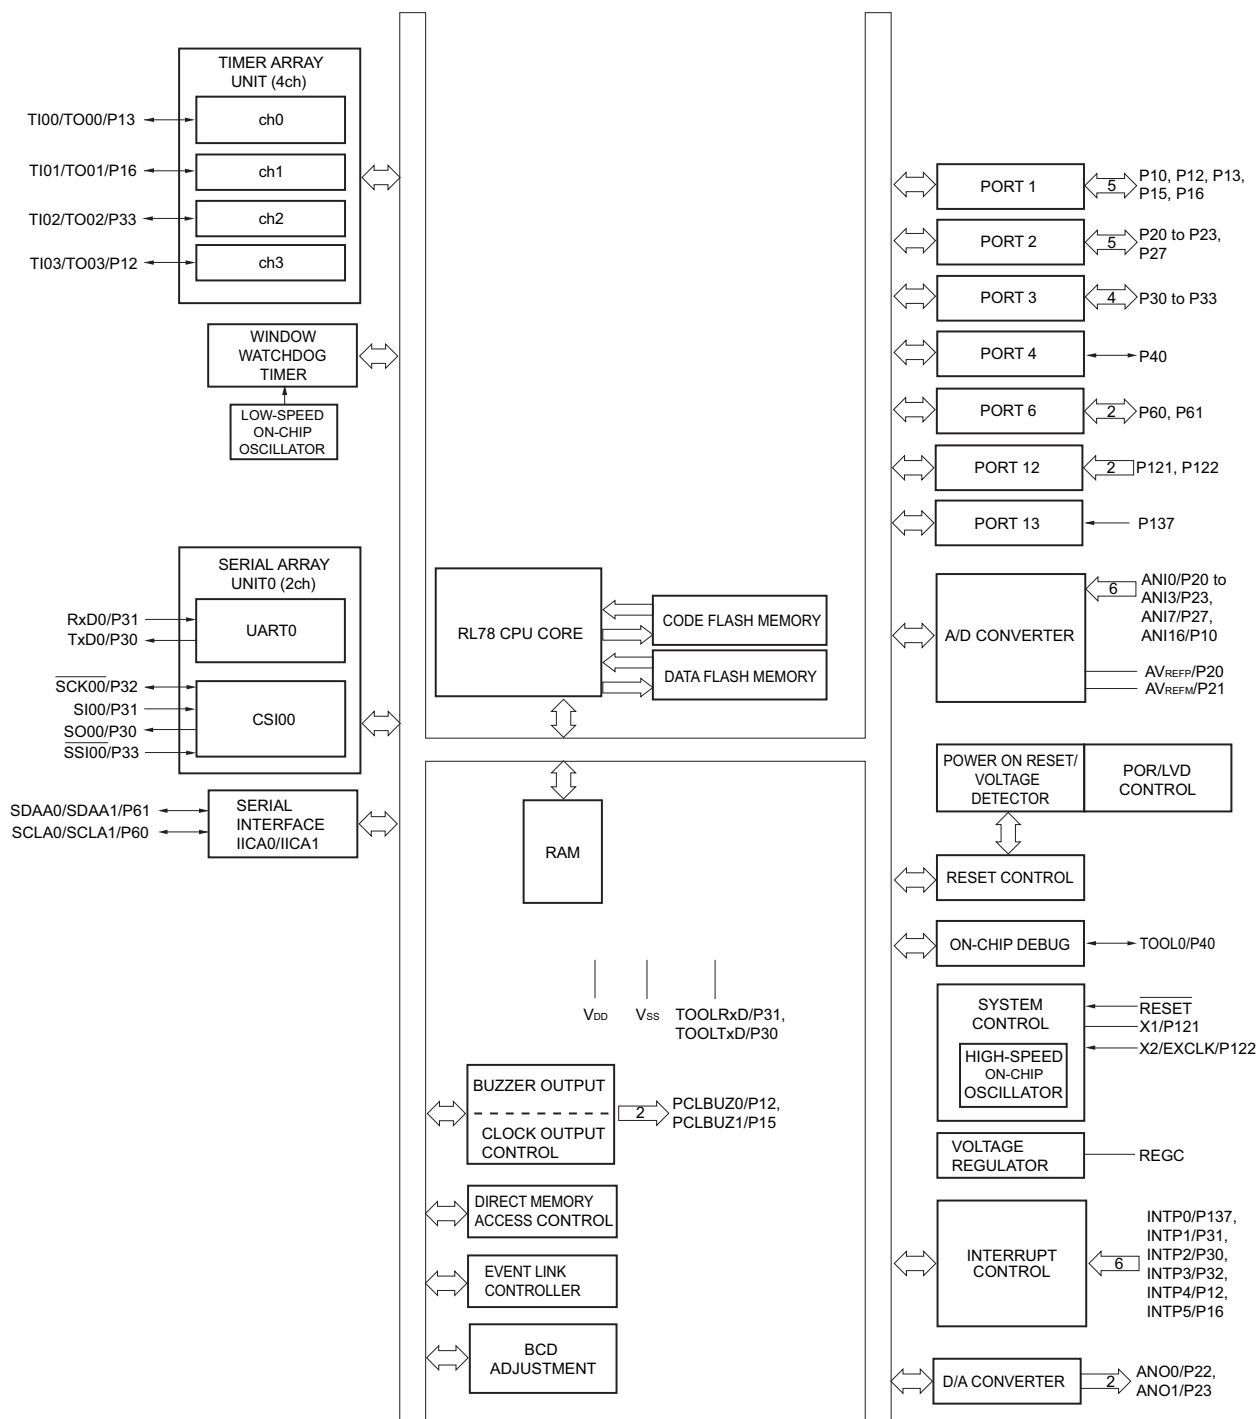 TIMER ARRAY
UNIT (4ch)
TI00/TO00/P13
ch0
TI01/TO01/P16
ch1
TI02/TO02/P33
ch2
TI03/TO03/P12
ch3
WINDOW
WATCHDOG
TIMER
LOW-SPEED
ON-CHIP
OSCILLATOR
SERIAL ARRAY
UNIT0 (2ch)
RxD0/P31
TxD0/P30
UART0
SCK00/P32
SI00/P31
SO00/P30
SSI00/P33
CSI00
SDAA0/SDAA1/P61
SCLA0/SCLA1/P60
SERIAL
INTERFACE
IICA0/IICA1
RL78 CPU CORE
CODE FLASH MEMORY
DATA FLASH MEMORY
RAM
VDD
VSS
TOOLRxD/P31,
TOOLTxD/P30
BUZZER OUTPUT
CLOCK OUTPUT
CONTROL
2
PCLBUZ0/P12,
PCLBUZ1/P15
DIRECT MEMORY
ACCESS CONTROL
EVENT LINK
CONTROLLER
BCD
ADJUSTMENT
PORT 1
5
P10, P12, P13,
P15, P16
PORT 2
5
P20 to P23,
P27
PORT 3
4
P30 to P33
PORT 4
P40
PORT 6
2
P60, P61
PORT 12
2
P121, P122
PORT 13
P137
A/D CONVERTER
6
ANI0/P20 to
ANI3/P23,
ANI7/P27,
ANI16/P10
AVREFP/P20
AVREFM/P21
POWER ON RESET/
VOLTAGE
DETECTOR
POR/LVD
CONTROL
RESET CONTROL
ON-CHIP DEBUG
TOOL0/P40
SYSTEM
CONTROL
HIGH-SPEED
ON-CHIP
OSCILLATOR
RESET
X1/P121
X2/EXCLK/P122
VOLTAGE
REGULATOR
REGC
INTERRUPT
CONTROL
6
INTP0/P137,
INTP1/P31,
INTP2/P30,
INTP3/P32,
INTP4/P12,
INTP5/P16
D/A CONVERTER
2
ANO0/P22,
ANO1/P23